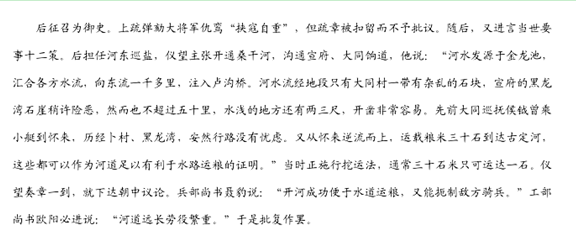 后征召为御史。上疏弹劾大将军仇鸾“挟寇自重”，但疏章被扣留而不予批议。随后，又进言当世要
事十二策。后担任河东巡盐，仪望主张开通桑干河，沟通宣府、大同饷道，他说：“河水发源于金龙池，
汇合各方水流，向东流一千多里，注入卢沟桥。河水流经地段只有大同村一带有杂乱的石块，宣府的黑龙
湾石崖稍许险恶，然而也不超过五十里，水浅的地方还有两三尺，开凿非常容易。先前大同巡抚侯钺曾乘
小艇到怀来，历经卜村、黑龙湾，安然行路没有忧虑。又从怀来逆流而上，运载粮米三十石到达古定河，
这些都可以作为河道足以有利于水路运粮的证明。”当时正施行挖运法，通常三十石米只可运达一石。仪
望奏章一到，就下达朝中议论。兵部尚书聂豹说：“开河成功便于水道运粮，又能扼制敌方骑兵。”工部
尚书欧阳必进说：“河道远长劳役繁重。”于是批复作罢。